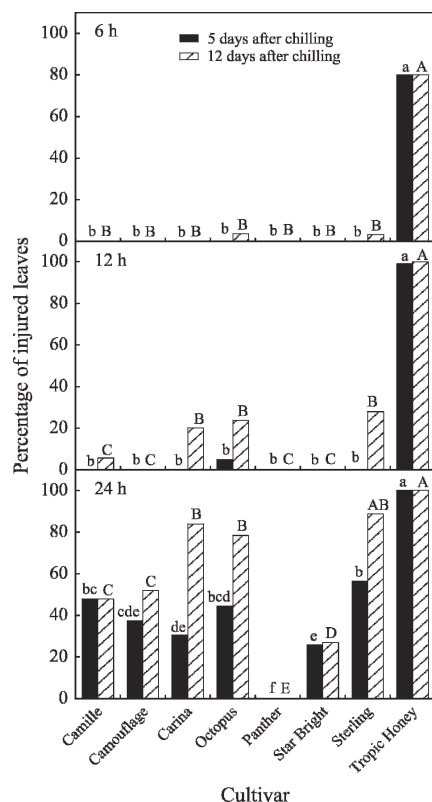 Percentage of injured leaves
100
6 h
5 days after chilling
12 days after chilling
a A
80
60
40
20
b B b B b B b B b B b B b B
0
12 h
a A
100
80
60
40
B B B
20
b C b C b b b C b C b
0
24 h
a A
100
B B AB
80
60
bc C cde C de bcd b
40
e D
20
f E
0
Camille Camouflage Carina Octopus Panther Star Bright Sterling Tropic Honey
Cultivar